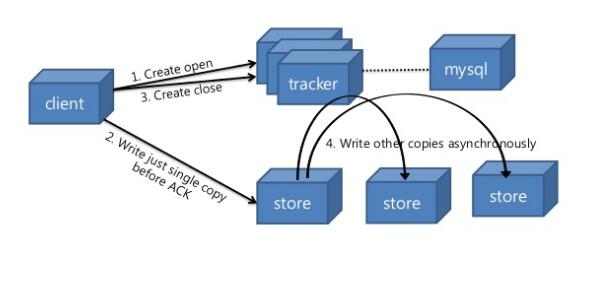 1. Create open
3. Create close
client
tracker
mysql
2. Write just single copy
before ACK
4. Write other copies asynchronously
store
store
store